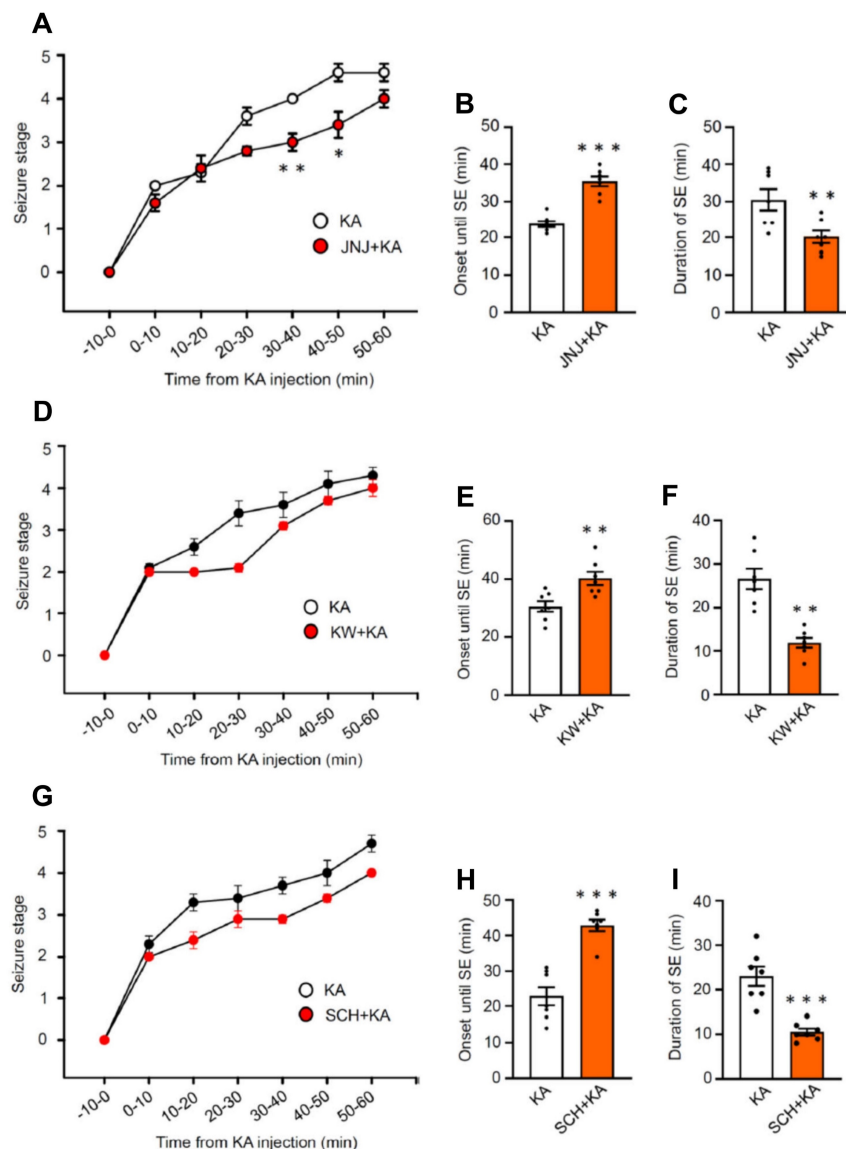 A
Seizure stage
5
4
3
2
1
0
KA
JNJ+KA
* *
*
-10-0
0-10
10-20
20-30
30-40
40-50
50-60
Time from KA injection (min)
B
Onset until SE (min)
50
40
30
20
10
0
* * *
KA
JNJ+KA
C
Duration of SE (min)
50
40
30
20
10
0
* *
KA
JNJ+KA
D
Seizure stage
5
4
3
2
1
0
KA
KW+KA
-10-0
0-10
10-20
20-30
30-40
40-50
50-60
Time from KA injection (min)
E
Onset until SE (min)
60
40
20
0
* *
KA
KW+KA
F
Duration of SE (min)
40
30
20
10
0
* *
KA
KW+KA
G
Seizure stage
5
4
3
2
1
0
KA
SCH+KA
-10-0
0-10
10-20
20-30
30-40
40-50
50-60
Time from KA injection (min)
H
Onset until SE (min)
50
40
30
20
10
0
* * *
KA
SCH+KA
I
Duration of SE (min)
40
30
20
10
0
* * *
KA
SCH+KA